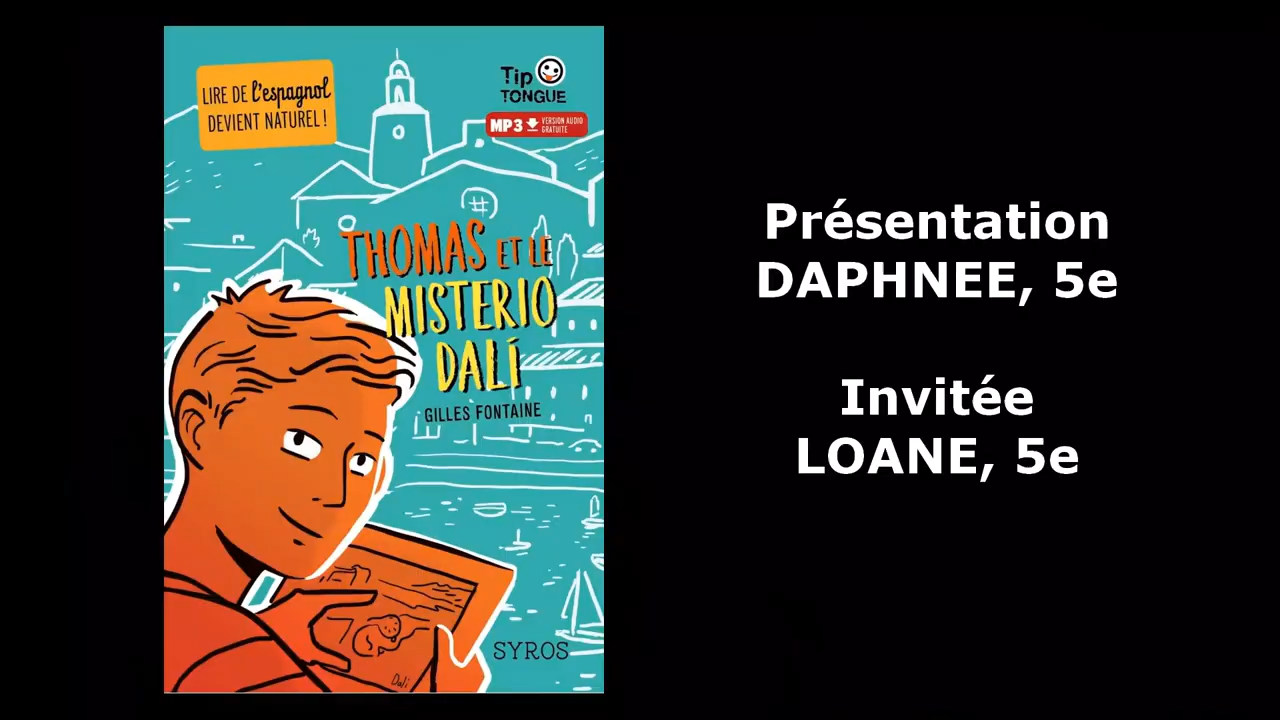 LIRE DE l'espagnol
DEVIENT NATUREL !
Tip
TONGUE
MP3 VERSION AUDIO
GRATUITE
THOMAS ET LE
MISTERIO
DALÍ
GILLES FONTAINE
Dalí
SYROS
Présentation
DAPHNEE, 5e
Invitée
LOANE, 5e